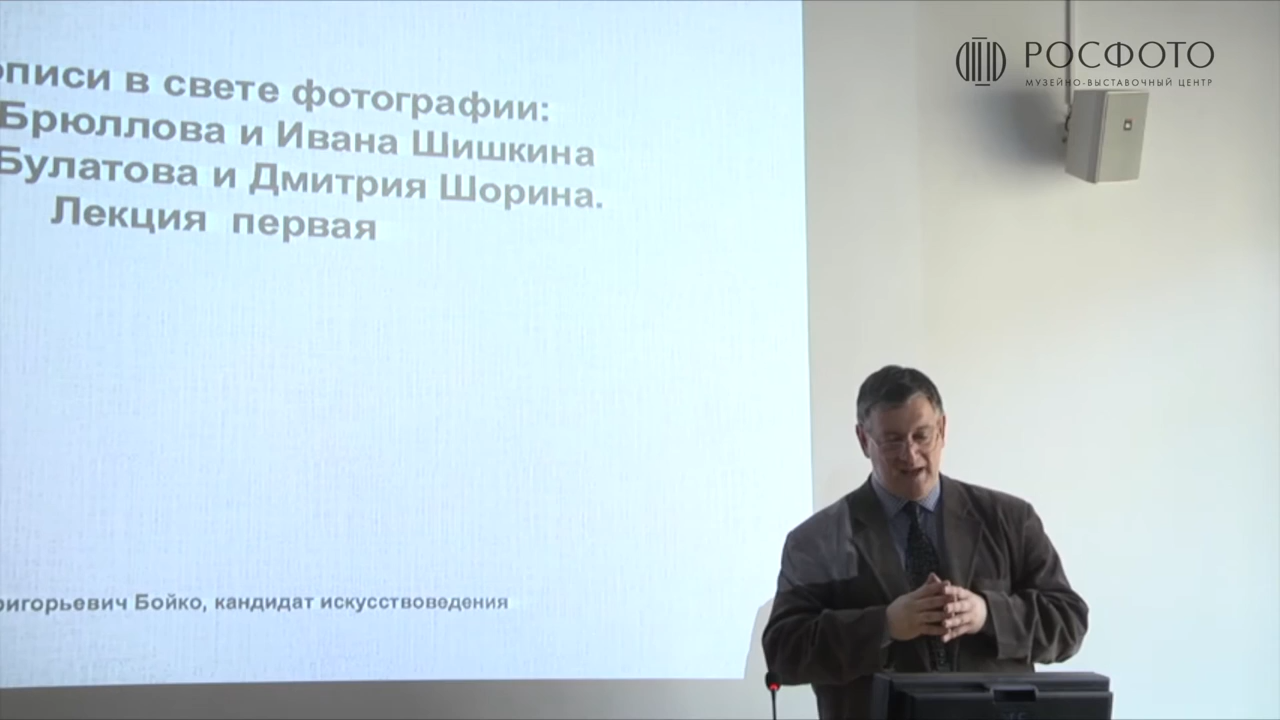 РОСФОТО
МУЗЕЙНО-ВЫСТАВОЧНЫЙ ЦЕНТР
описи в свете фотографии:
Брюллова и Ивана Шишкина
Булатова и Дмитрия Шорина.
Лекция первая
ригорьевич Бойко, кандидат искусствоведения